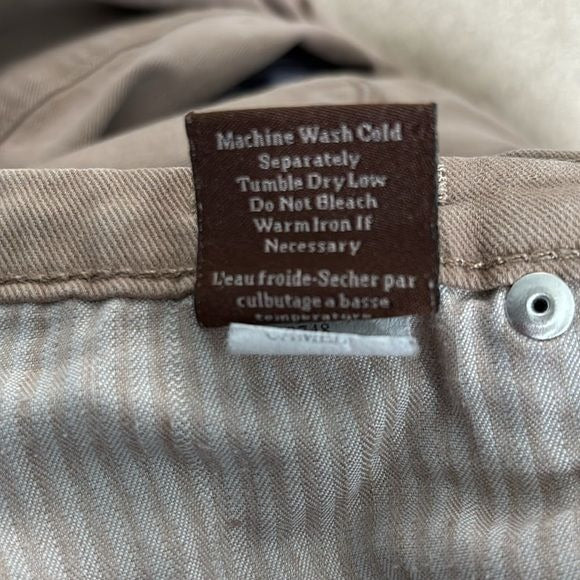 Machine Wash Cold
Separately
Tumble Dry Low
Do Not Bleach
Warm Iron If
Necessary
L'eau froide-Secher par
culbutage a basse
temperature